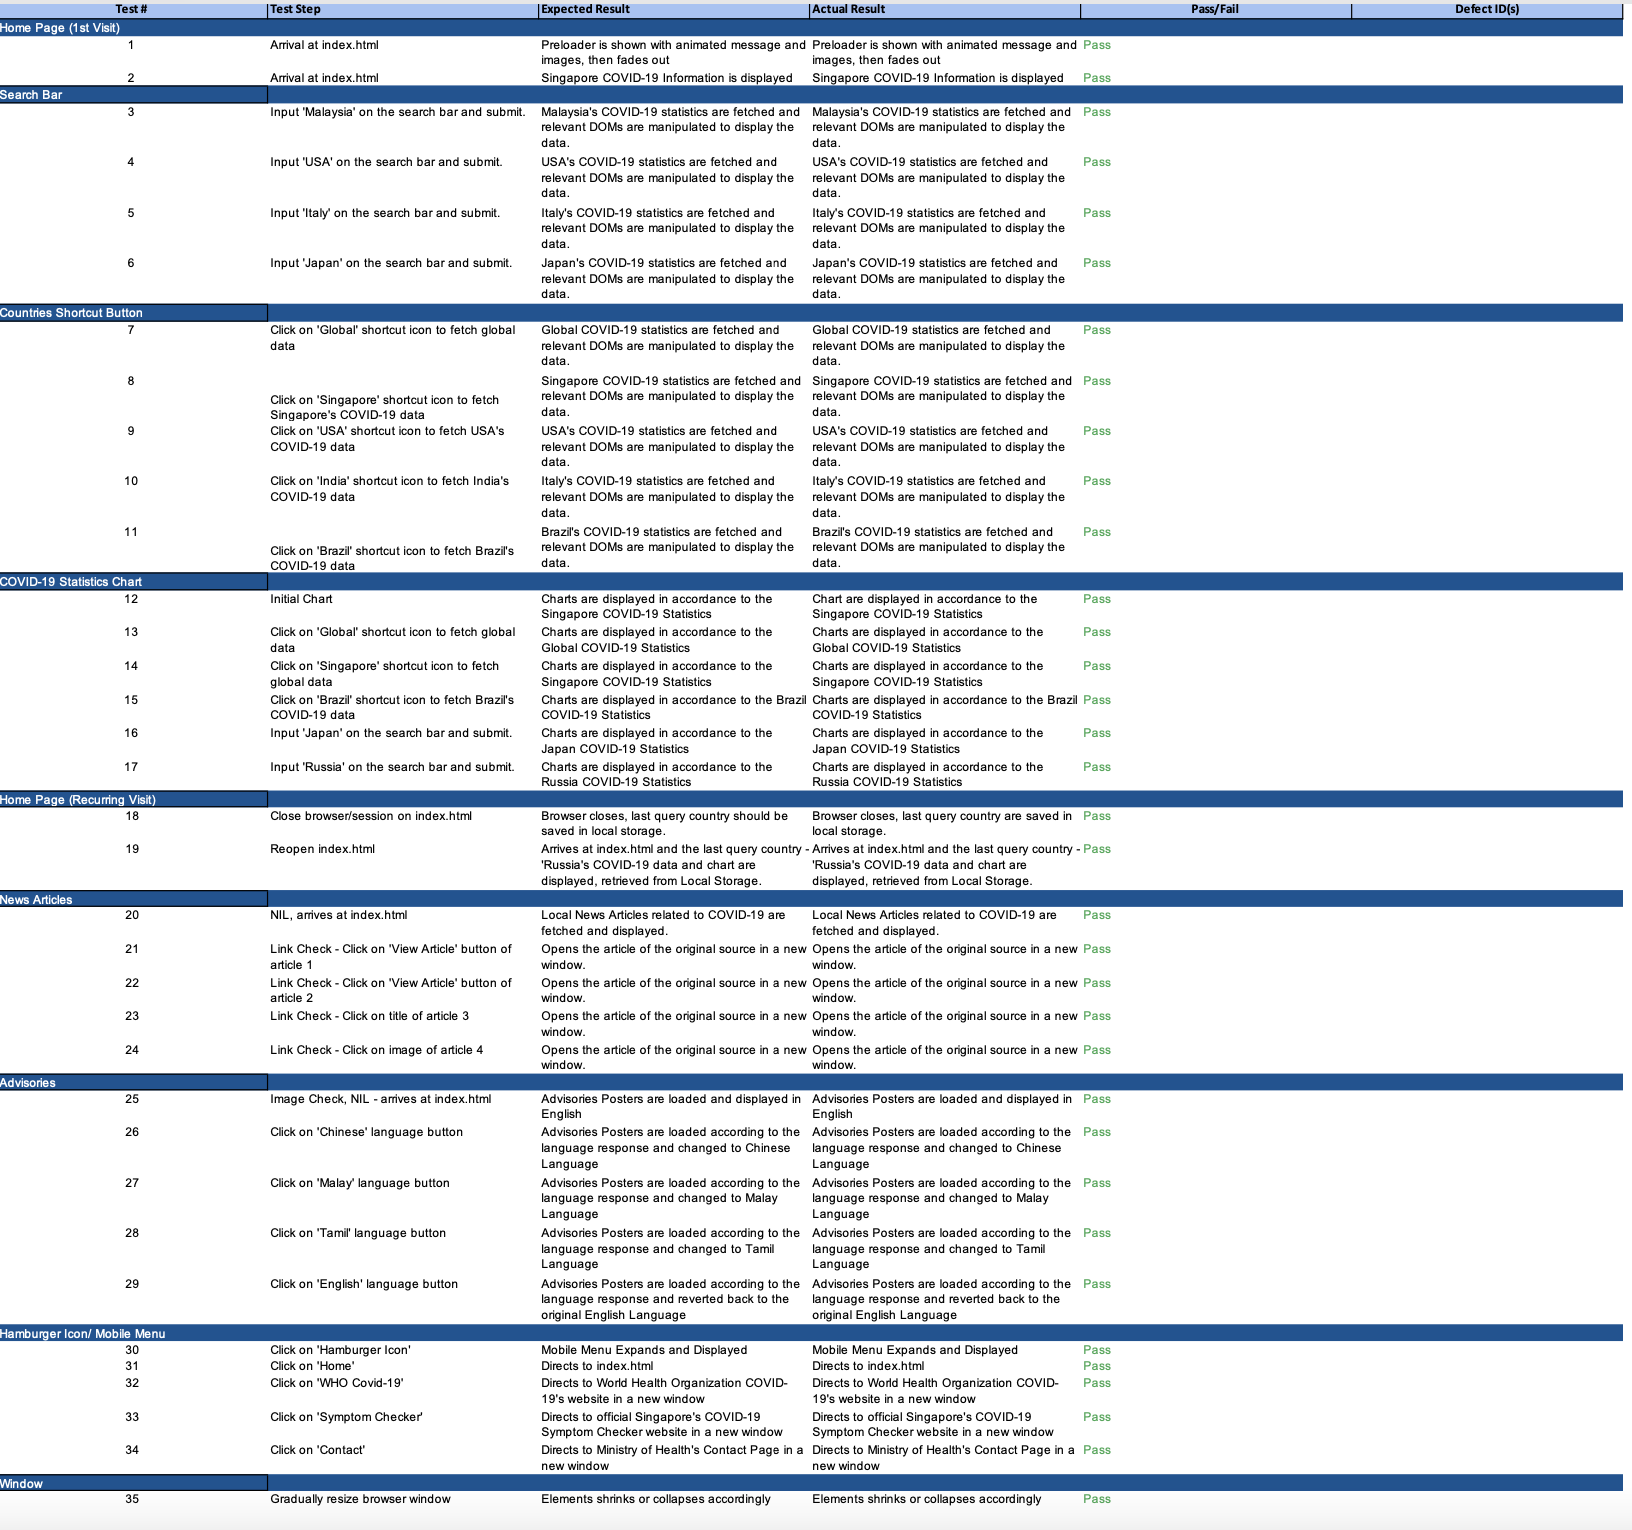 Test # Test Step Expected Result Actual Result Pass/Fail Defect ID(s)
Home Page (1st Visit)
1 Arrival at index.html Preloader is shown with animated message and Preloader is shown with animated message and Pass
images, then fades out images, then fades out
2 Arrival at index.html Singapore COVID-19 Information is displayed Singapore COVID-19 Information is displayed Pass
Search Bar
3 Input 'Malaysia' on the search bar and submit. Malaysia's COVID-19 statistics are fetched and Malaysia's COVID-19 statistics are fetched and Pass
relevant DOMs are manipulated to display the relevant DOMs are manipulated to display the
data. data.
4 Input 'USA' on the search bar and submit. USA's COVID-19 statistics are fetched and USA's COVID-19 statistics are fetched and Pass
relevant DOMs are manipulated to display the relevant DOMs are manipulated to display the
data. data.
5 Input 'Italy' on the search bar and submit. Italy's COVID-19 statistics are fetched and Italy's COVID-19 statistics are fetched and Pass
relevant DOMs are manipulated to display the relevant DOMs are manipulated to display the
data. data.
6 Input 'Japan' on the search bar and submit. Japan's COVID-19 statistics are fetched and Japan's COVID-19 statistics are fetched and Pass
relevant DOMs are manipulated to display the relevant DOMs are manipulated to display the
data. data.
Countries Shortcut Button
7 Click on 'Global' shortcut icon to fetch global Global COVID-19 statistics are fetched and Global COVID-19 statistics are fetched and Pass
data relevant DOMs are manipulated to display the relevant DOMs are manipulated to display the
data. data.
8 Singapore COVID-19 statistics are fetched and Singapore COVID-19 statistics are fetched and Pass
Click on 'Singapore' shortcut icon to fetch relevant DOMs are manipulated to display the relevant DOMs are manipulated to display the
Singapore's COVID-19 data data. data.
9 Click on 'USA' shortcut icon to fetch USA's USA's COVID-19 statistics are fetched and USA's COVID-19 statistics are fetched and Pass
COVID-19 data relevant DOMs are manipulated to display the relevant DOMs are manipulated to display the
data. data.
10 Click on 'India' shortcut icon to fetch India's Italy's COVID-19 statistics are fetched and Italy's COVID-19 statistics are fetched and Pass
COVID-19 data relevant DOMs are manipulated to display the relevant DOMs are manipulated to display the
data. data.
11 Brazil's COVID-19 statistics are fetched and Brazil's COVID-19 statistics are fetched and Pass
Click on 'Brazil' shortcut icon to fetch Brazil's relevant DOMs are manipulated to display the relevant DOMs are manipulated to display the
COVID-19 data data. data.
COVID-19 Statistics Chart
12 Initial Chart Charts are displayed in accordance to the Chart are displayed in accordance to the Pass
Singapore COVID-19 Statistics Singapore COVID-19 Statistics
13 Click on 'Global' shortcut icon to fetch global Charts are displayed in accordance to the Charts are displayed in accordance to the Pass
data Global COVID-19 Statistics Global COVID-19 Statistics
14 Click on 'Singapore' shortcut icon to fetch Charts are displayed in accordance to the Charts are displayed in accordance to the Pass
global data Singapore COVID-19 Statistics Singapore COVID-19 Statistics
15 Click on 'Brazil' shortcut icon to fetch Brazil's Charts are displayed in accordance to the Brazil Charts are displayed in accordance to the Brazil Pass
COVID-19 data COVID-19 Statistics COVID-19 Statistics
16 Input 'Japan' on the search bar and submit. Charts are displayed in accordance to the Charts are displayed in accordance to the Pass
Japan COVID-19 Statistics Japan COVID-19 Statistics
17 Input 'Russia' on the search bar and submit. Charts are displayed in accordance to the Charts are displayed in accordance to the Pass
Russia COVID-19 Statistics Russia COVID-19 Statistics
Home Page (Recurring Visit)
18 Close browser/session on index.html Browser closes, last query country should be Browser closes, last query country are saved in Pass
saved in local storage. local storage.
19 Reopen index.html Arrives at index.html and the last query country - Arrives at index.html and the last query country - Pass
'Russia's COVID-19 data and chart are 'Russia's COVID-19 data and chart are
displayed, retrieved from Local Storage. displayed, retrieved from Local Storage.
News Articles
20 NIL, arrives at index.html Local News Articles related to COVID-19 are Local News Articles related to COVID-19 are Pass
fetched and displayed. fetched and displayed.
21 Link Check - Click on 'View Article' button of Opens the article of the original source in a new Opens the article of the original source in a new Pass
article 1 window. window.
22 Link Check - Click on 'View Article' button of Opens the article of the original source in a new Opens the article of the original source in a new Pass
article 2 window. window.
23 Link Check - Click on title of article 3 Opens the article of the original source in a new Opens the article of the original source in a new Pass
window. window.
24 Link Check - Click on image of article 4 Opens the article of the original source in a new Opens the article of the original source in a new Pass
window. window.
Advisories
25 Image Check, NIL - arrives at index.html Advisories Posters are loaded and displayed in Advisories Posters are loaded and displayed in Pass
English English
26 Click on 'Chinese' language button Advisories Posters are loaded according to the Advisories Posters are loaded according to the Pass
language response and changed to Chinese language response and changed to Chinese
Language Language
27 Click on 'Malay' language button Advisories Posters are loaded according to the Advisories Posters are loaded according to the Pass
language response and changed to Malay language response and changed to Malay
Language Language
28 Click on 'Tamil' language button Advisories Posters are loaded according to the Advisories Posters are loaded according to the Pass
language response and changed to Tamil language response and changed to Tamil
Language Language
29 Click on 'English' language button Advisories Posters are loaded according to the Advisories Posters are loaded according to the Pass
language response and reverted back to the language response and reverted back to the
original English Language original English Language
Hamburger Icon/ Mobile Menu
30 Click on 'Hamburger Icon' Mobile Menu Expands and Displayed Mobile Menu Expands and Displayed Pass
31 Click on 'Home' Directs to index.html Directs to index.html Pass
32 Click on 'WHO Covid-19' Directs to World Health Organization COVID- Directs to World Health Organization COVID- Pass
19's website in a new window 19's website in a new window
33 Click on 'Symptom Checker' Directs to official Singapore's COVID-19 Directs to official Singapore's COVID-19 Pass
Symptom Checker website in a new window Symptom Checker website in a new window
34 Click on 'Contact' Directs to Ministry of Health's Contact Page in a Directs to Ministry of Health's Contact Page in a Pass
new window new window
Window
35 Gradually resize browser window Elements shrinks or collapses accordingly Elements shrinks or collapses accordingly Pass